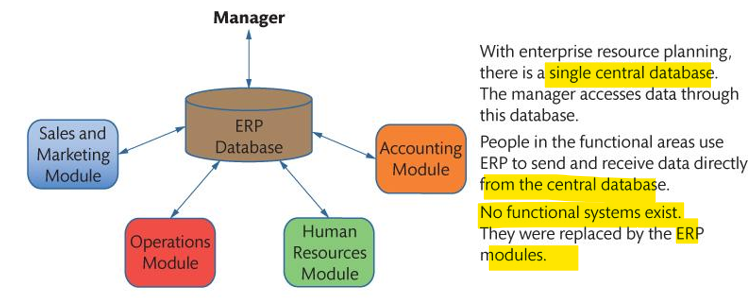 Manager
ERP
Database
Sales and
Marketing
Module
Accounting
Module
Operations
Module
Human
Resources
Module
With enterprise resource planning,
there is a single central database.
The manager accesses data through
this database.
People in the functional areas use
ERP to send and receive data directly
from the central database.
No functional systems exist.
They were replaced by the ERP
modules.